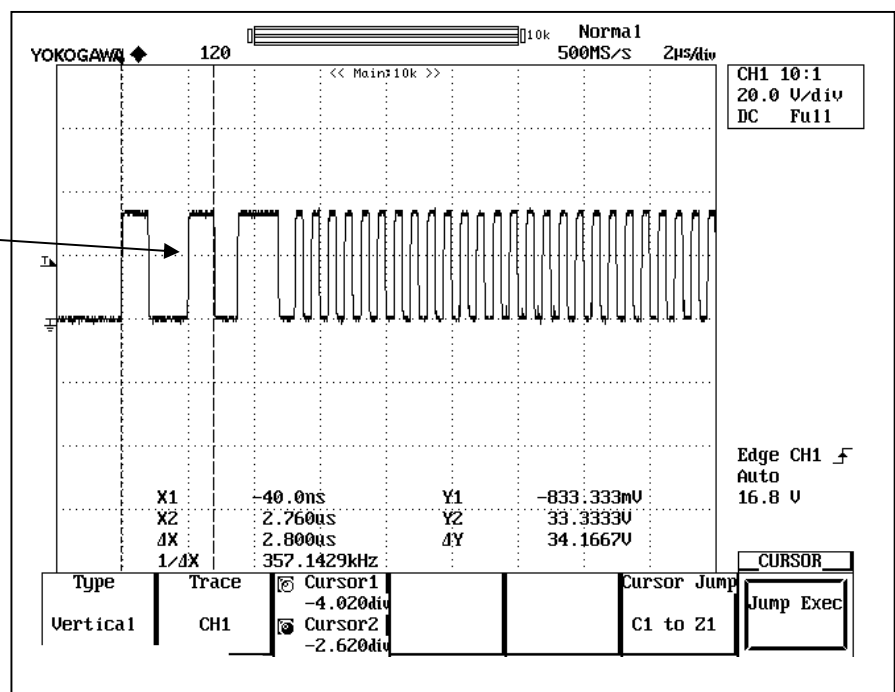 10k Normal
YOKOGAWA 120 500MS/s 2µs/div
<< Main:10k >>
CH1 10:1
20.0 V/div
DC Full
T
Edge CH1
Auto
16.8 V
X1 -40.0ns Y1 -833.333mV
X2 2.760us Y2 33.3333V
ΔX 2.800us ΔY 34.1667V
1/ΔX 357.1429kHz
CURSOR
Type Trace Cursor1 Cursor Jump
-4.020div Jump Exec
Vertical CH1 Cursor2 C1 to Z1
-2.620div